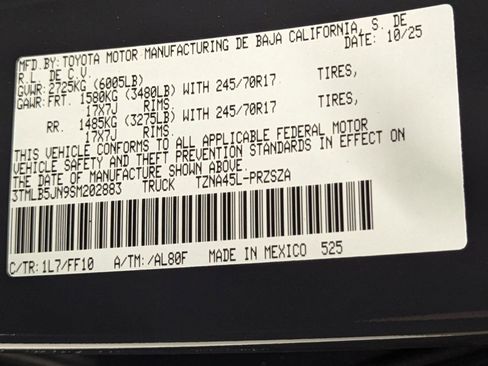 MFD.BY:TOYOTA MOTOR MANUFACTURING DE BAJA CALIFORNIA, S. DE
R.L. DE C.V. DATE: 10/25
GVWR:2725KG (6005LB)
GAWR:FRT. 1580KG (3480LB) WITH 245/70R17 TIRES,
17X7J RIMS.
RR. 1485KG (3275LB) WITH 245/70R17 TIRES,
17X7J RIMS.
THIS VEHICLE CONFORMS TO ALL APPLICABLE FEDERAL MOTOR
VEHICLE SAFETY AND THEFT PREVENTION STANDARDS IN EFFECT ON
THE DATE OF MANUFACTURE SHOWN ABOVE.
3TMLB5JN9SM202883 TRUCK TZNA45L-PRZSZA
C/TR:1L7/FF10 A/TM:/AL80F MADE IN MEXICO 525